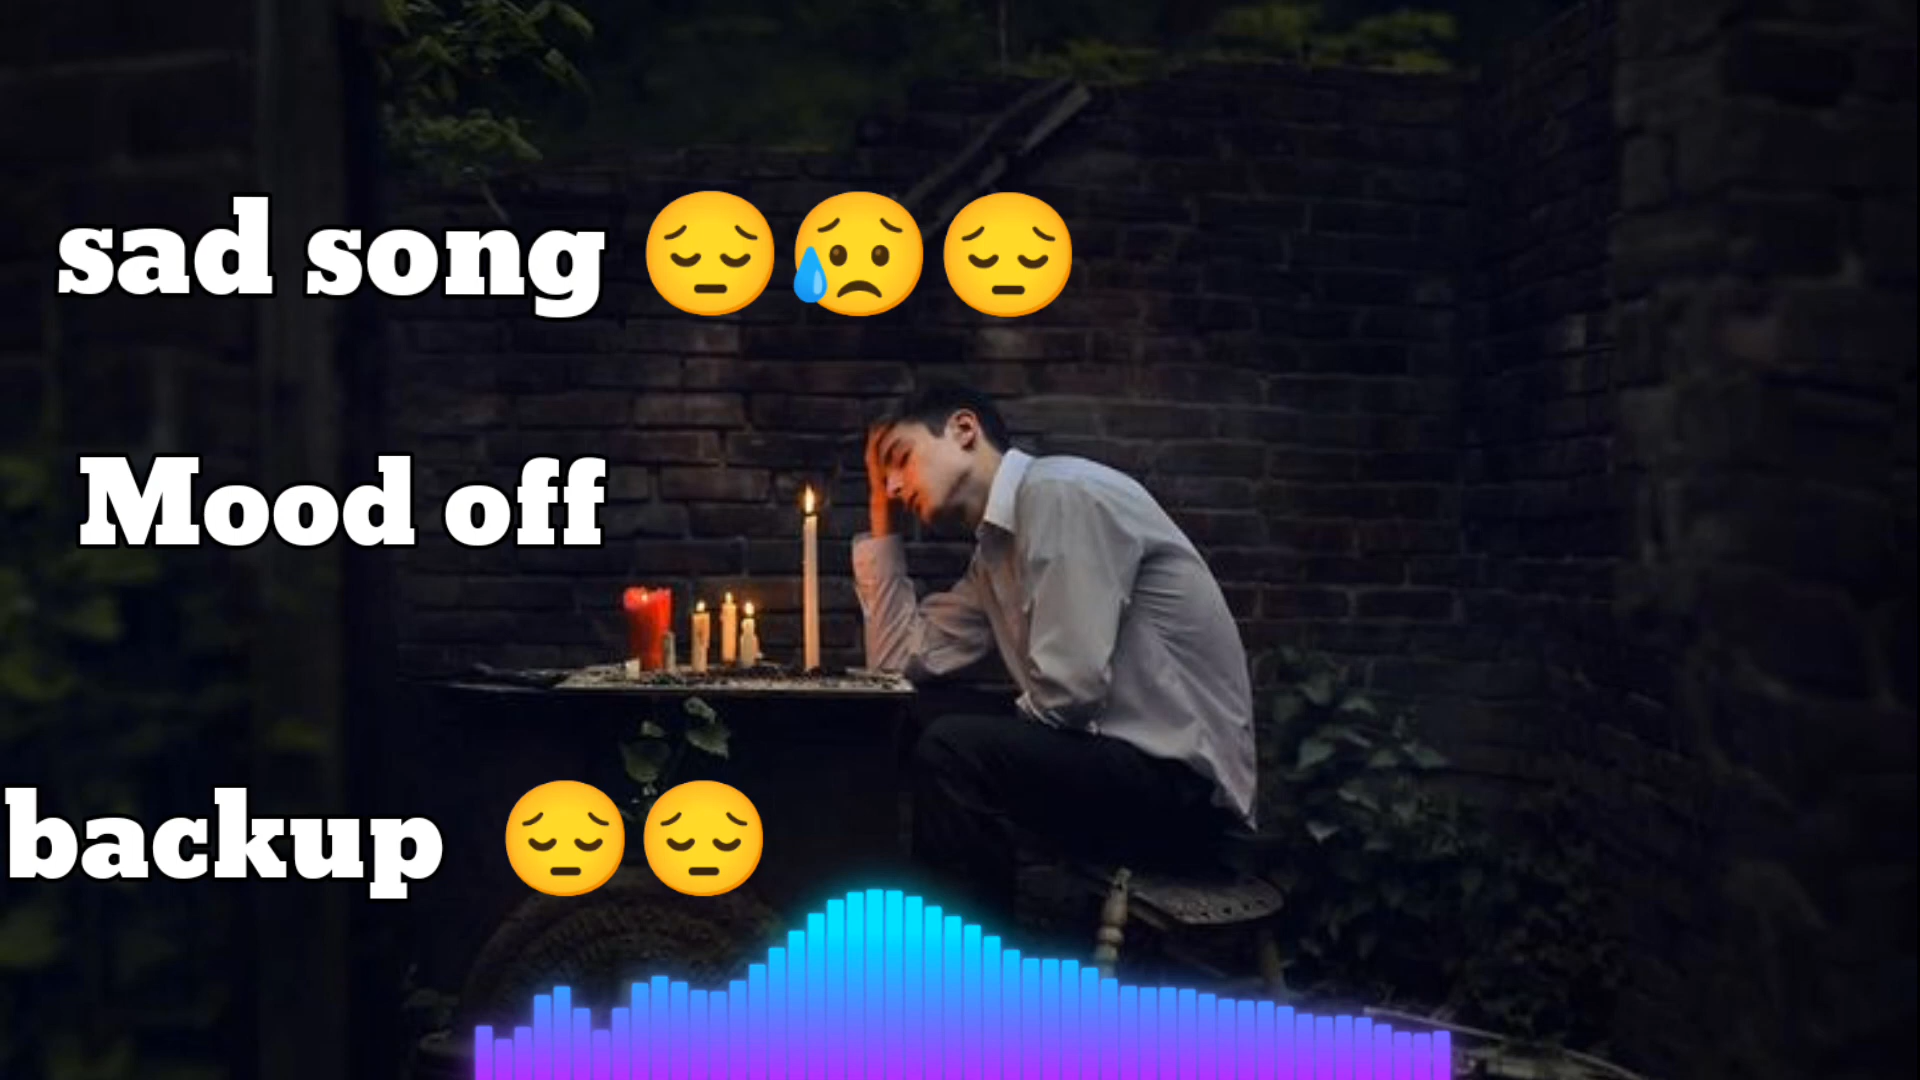 sad song 😔😥😔
Mood off
backup 😔😔